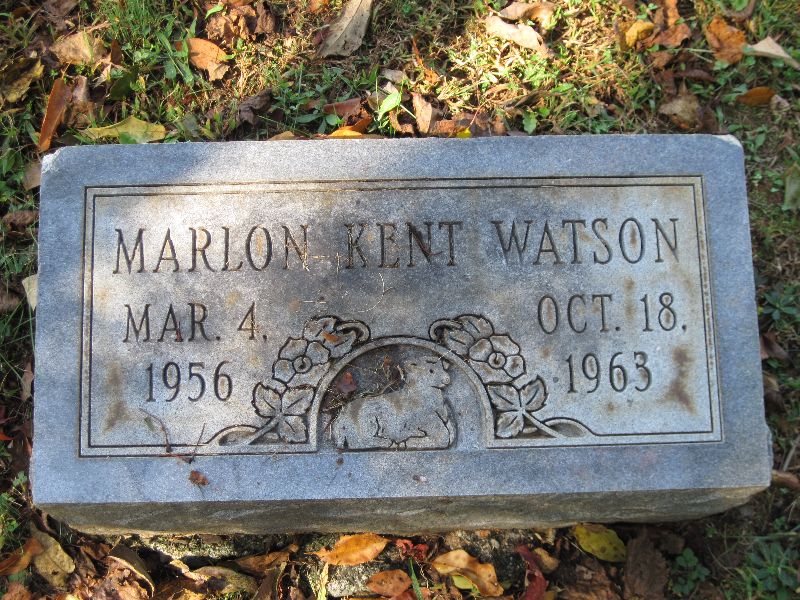 MARLON KENT WATSON
MAR. 4. OCT. 18.
1956 1963